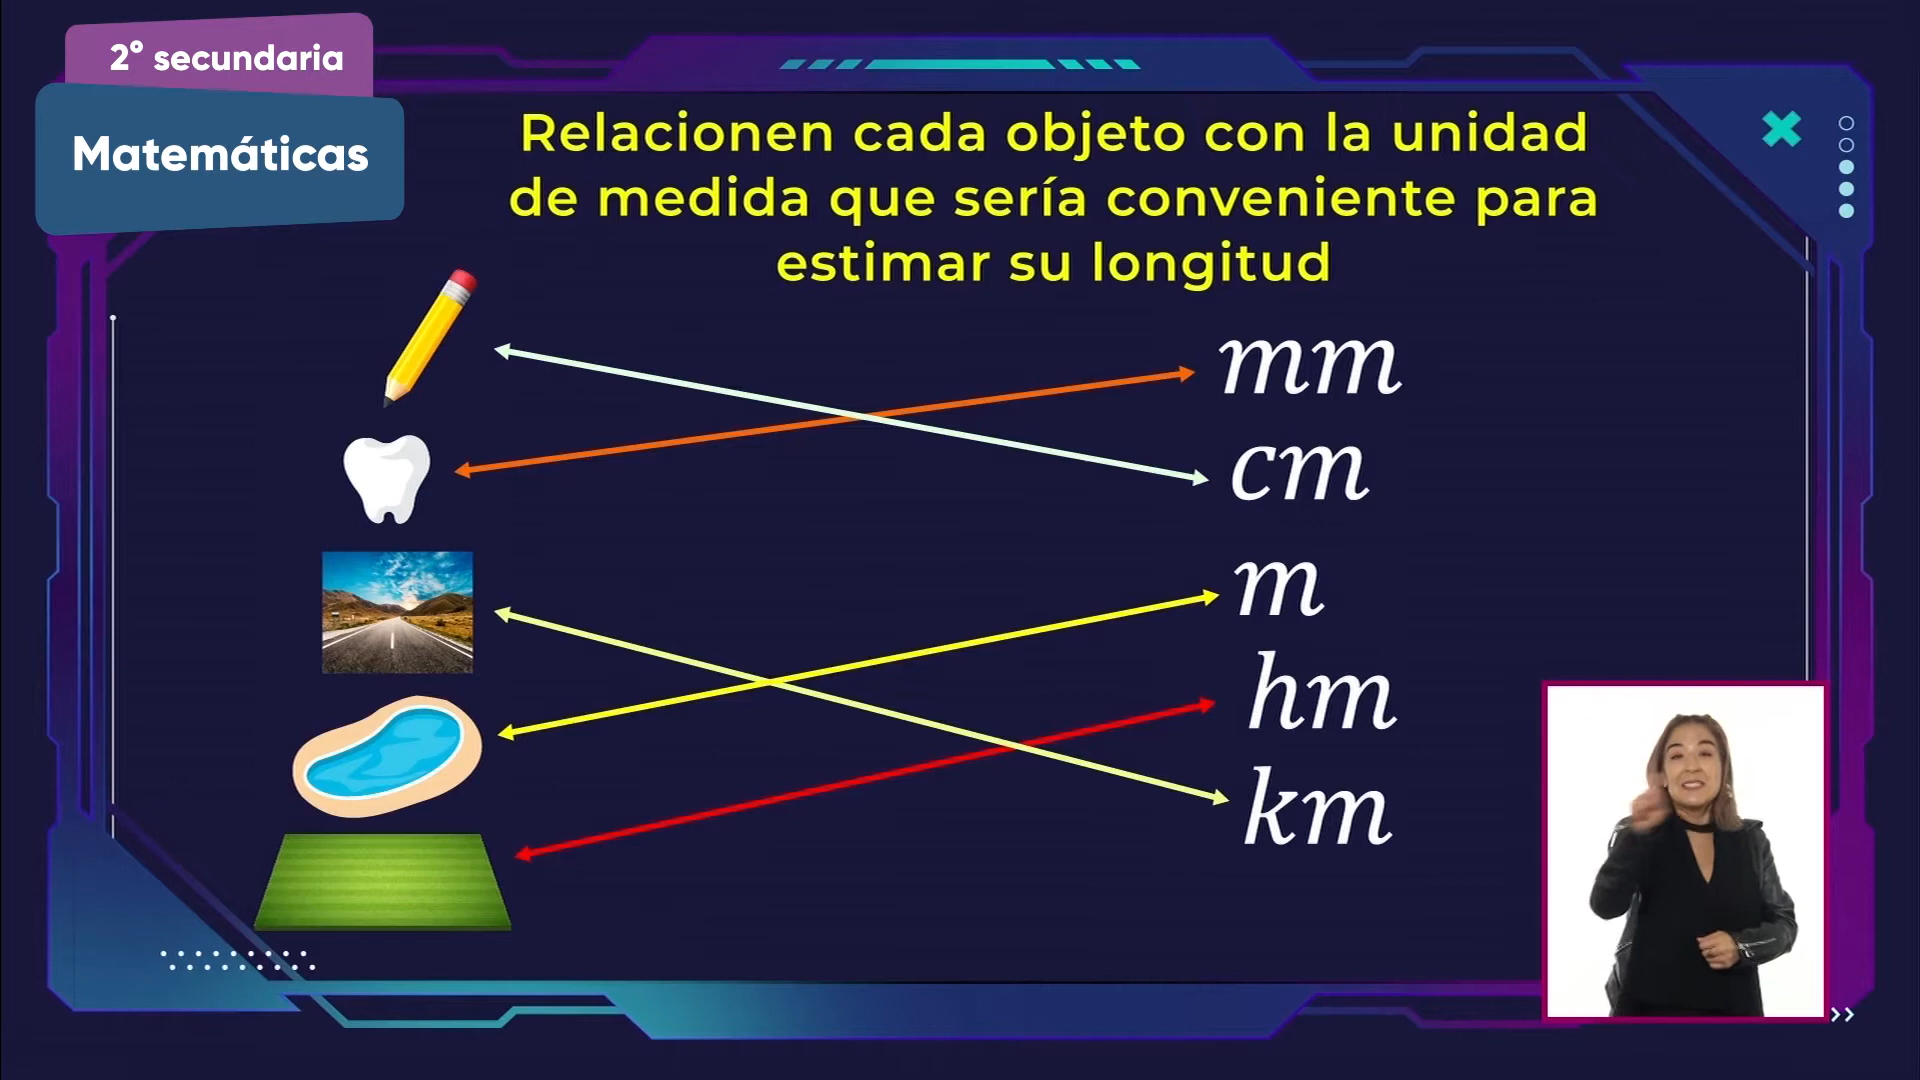 2° secundaria
Matemáticas
Relacionen cada objeto con la unidad
de medida que sería conveniente para
estimar su longitud
mm
cm
m
hm
km